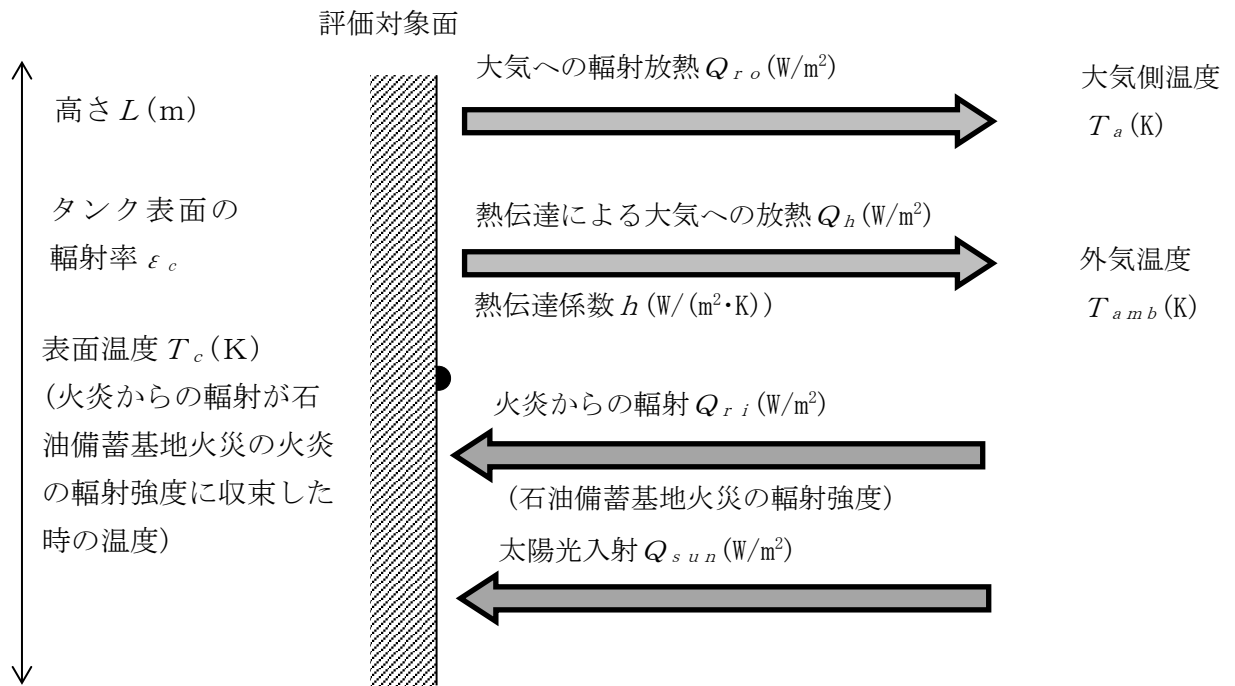 評価対象面
高さL(m)
タンク表面の
輻射率 εc
表面温度 Tc(K)
(火炎からの輻射が石
油備蓄基地火災の火炎
の輻射強度に収束した
時の温度)
大気への輻射放熱Qro(W/m²)
熱伝達による大気への放熱Qh(W/m²)
熱伝達係数h(W/(m²・K))
火炎からの輻射Qri(W/m²)
(石油備蓄基地火災の輻射強度)
太陽光入射Qsun(W/m²)
大気側温度
Ta(K)
外気温度
Tamb(K)